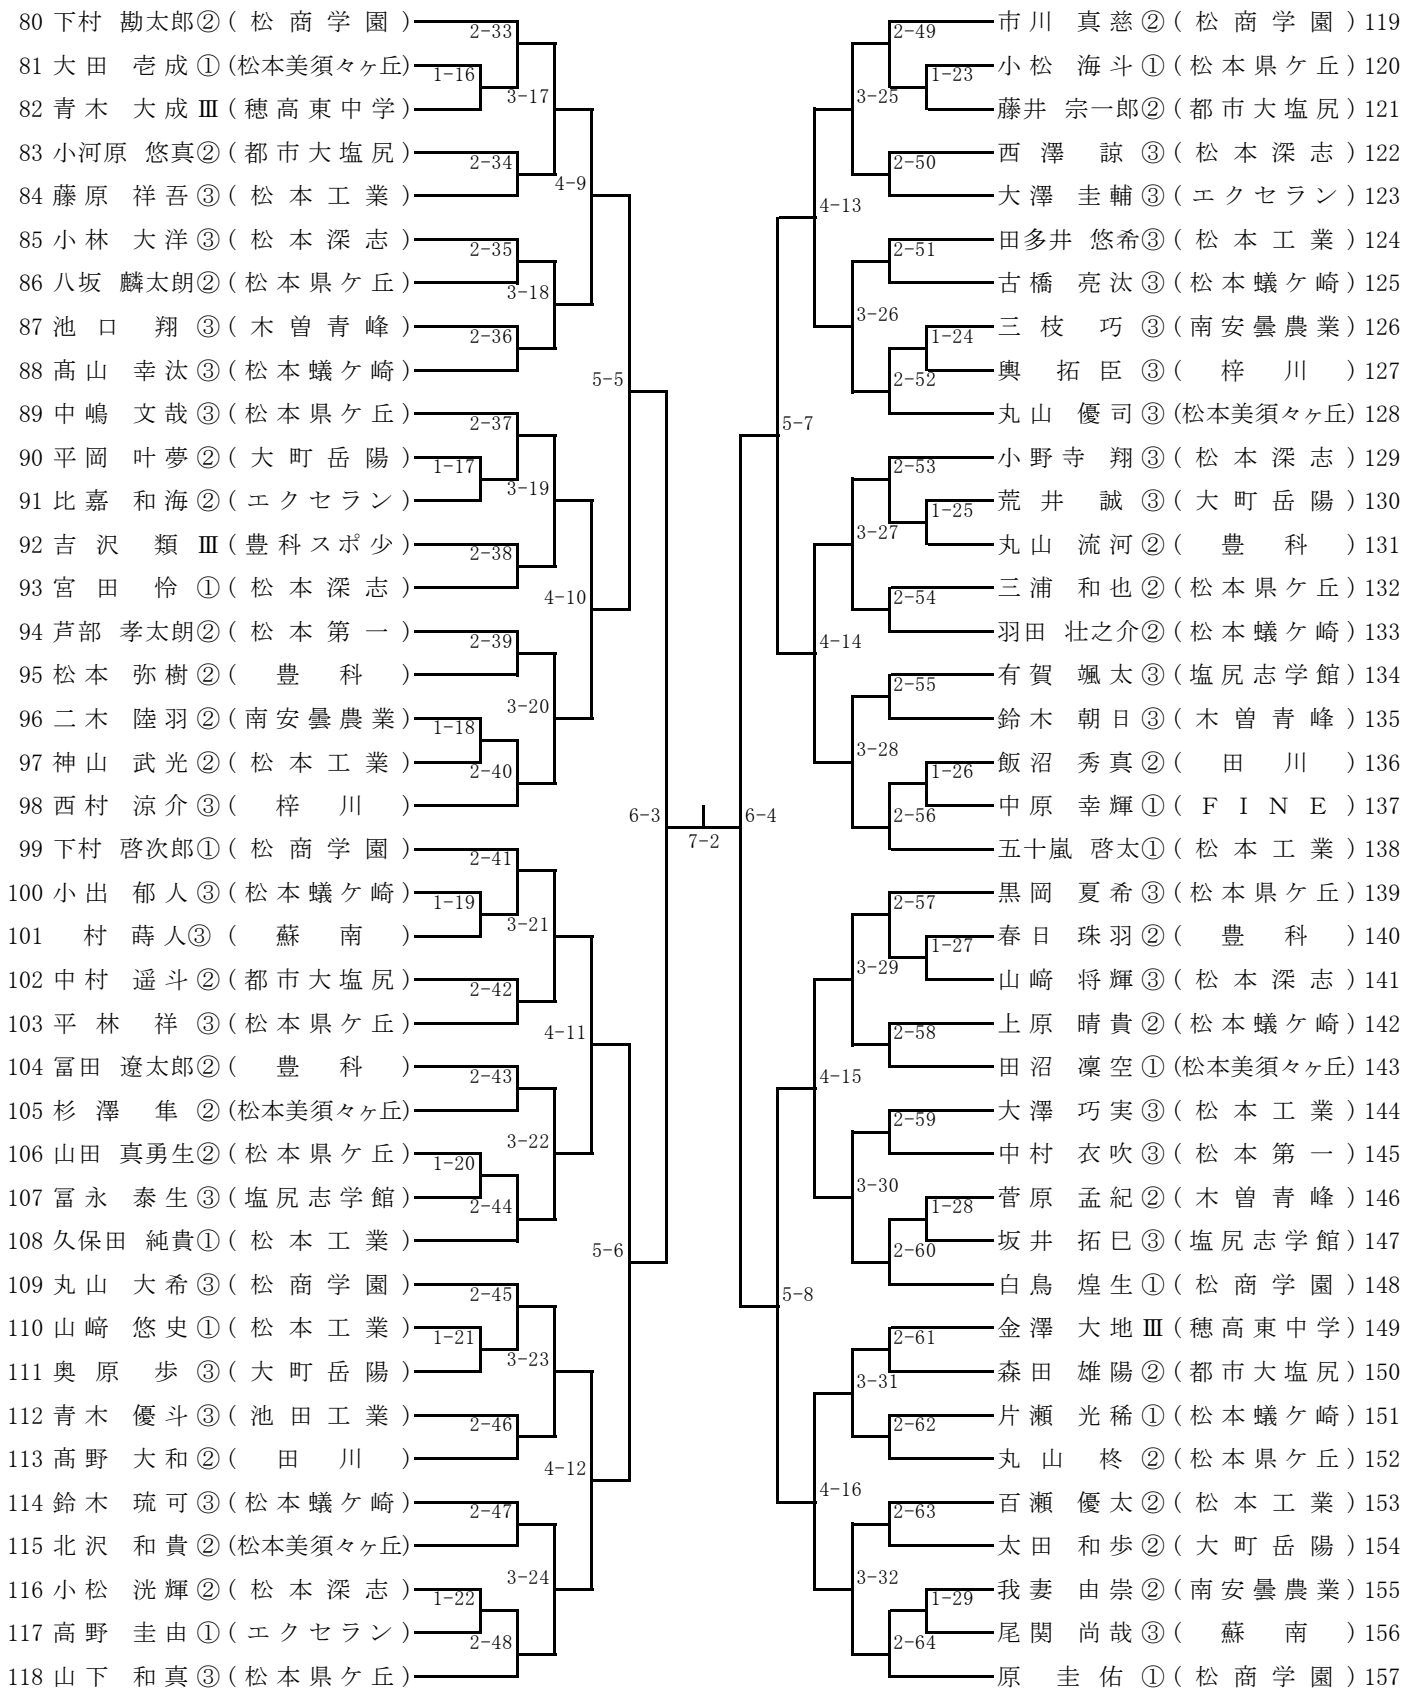 80 下村 勘太郎② (松商学園)
81 大田 壱成① (松本美須々ヶ丘)
82 青木 大成Ⅲ (穂高東中学)
83 小河原 悠真② (都市大塩尻)
84 藤原 祥吾③ (松本工業)
85 小林 大洋③ (松本深志)
86 八坂 麟太朗② (松本県ケ丘)
87 池口 翔③ (木曽青峰)
88 髙山 幸汰③ (松本蟻ケ崎)
89 中嶋 文哉③ (松本県ケ丘)
90 平岡 叶夢② (大町岳陽)
91 比嘉 和海② (エクセラン)
92 吉沢 類Ⅲ (豊科スポ少)
93 宮田 怜① (松本深志)
94 芦部 孝太朗② (松本第一)
95 松本 弥樹② (豊科)
96 二木 陸羽② (南安曇農業)
97 神山 武光② (松本工業)
98 西村 涼介③ (梓川)
99 下村 啓次郎① (松商学園)
100 小出 郁人③ (松本蟻ケ崎)
101 村 蒔人③ (蘇南)
102 中村 遥斗② (都市大塩尻)
103 平林 祥③ (松本県ケ丘)
104 冨田 遼太郎② (豊科)
105 杉澤 隼② (松本美須々ヶ丘)
106 山田 真勇生② (松本県ケ丘)
107 冨永 泰生③ (塩尻志学館)
108 久保田 純貴① (松本工業)
109 丸山 大希③ (松商学園)
110 山﨑 悠史① (松本工業)
111 奥原 歩③ (大町岳陽)
112 青木 優斗③ (池田工業)
113 髙野 大和② (田川)
114 鈴木 琉可③ (松本蟻ケ崎)
115 北沢 和貴② (松本美須々ヶ丘)
116 小松 洸輝② (松本深志)
117 高野 圭由① (エクセラン)
118 山下 和真③ (松本県ケ丘)
1-16
1-17
1-18
1-19
1-20
1-21
1-22
2-33
2-34
2-35
2-36
2-37
2-38
2-39
2-40
2-41
2-42
2-43
2-44
2-45
2-46
2-47
2-48
3-17
3-18
3-19
3-20
3-21
3-22
3-23
3-24
4-9
4-10
4-11
4-12
5-5
5-6
6-3
7-2
6-4
5-7
5-8
4-13
4-14
4-15
4-16
3-25
3-26
3-27
3-28
3-29
3-30
3-31
3-32
2-49
2-50
2-51
2-52
2-53
2-54
2-55
2-56
2-57
2-58
2-59
2-60
2-61
2-62
2-63
2-64
1-23
1-24
1-25
1-26
1-27
1-28
1-29
市川 真慈② (松商学園) 119
小松 海斗① (松本県ケ丘) 120
藤井 宗一郎② (都市大塩尻) 121
西澤 諒③ (松本深志) 122
大澤 圭輔③ (エクセラン) 123
田多井 悠希③ (松本工業) 124
古橋 亮汰③ (松本蟻ケ崎) 125
三枝 巧③ (南安曇農業) 126
輿 拓臣③ (梓川) 127
丸山 優司③ (松本美須々ヶ丘) 128
小野寺 翔③ (松本深志) 129
荒井 誠③ (大町岳陽) 130
丸山 流河② (豊科) 131
三浦 和也② (松本県ケ丘) 132
羽田 壮之介② (松本蟻ケ崎) 133
有賀 颯太③ (塩尻志学館) 134
鈴木 朝日③ (木曽青峰) 135
飯沼 秀真② (田川) 136
中原 幸輝① (ＦＩＮＥ) 137
五十嵐 啓太① (松本工業) 138
黒岡 夏希③ (松本県ケ丘) 139
春日 珠羽② (豊科) 140
山﨑 将輝③ (松本深志) 141
上原 晴貴② (松本蟻ケ崎) 142
田沼 凜空① (松本美須々ヶ丘) 143
大澤 巧実③ (松本工業) 144
中村 衣吹③ (松本第一) 145
菅原 孟紀② (木曽青峰) 146
坂井 拓巳③ (塩尻志学館) 147
白鳥 煌生① (松商学園) 148
金澤 大地Ⅲ (穂高東中学) 149
森田 雄陽② (都市大塩尻) 150
片瀬 光稀① (松本蟻ケ崎) 151
丸山 柊② (松本県ケ丘) 152
百瀬 優太② (松本工業) 153
太田 和歩② (大町岳陽) 154
我妻 由崇② (南安曇農業) 155
尾関 尚哉③ (蘇南) 156
原 圭佑① (松商学園) 157